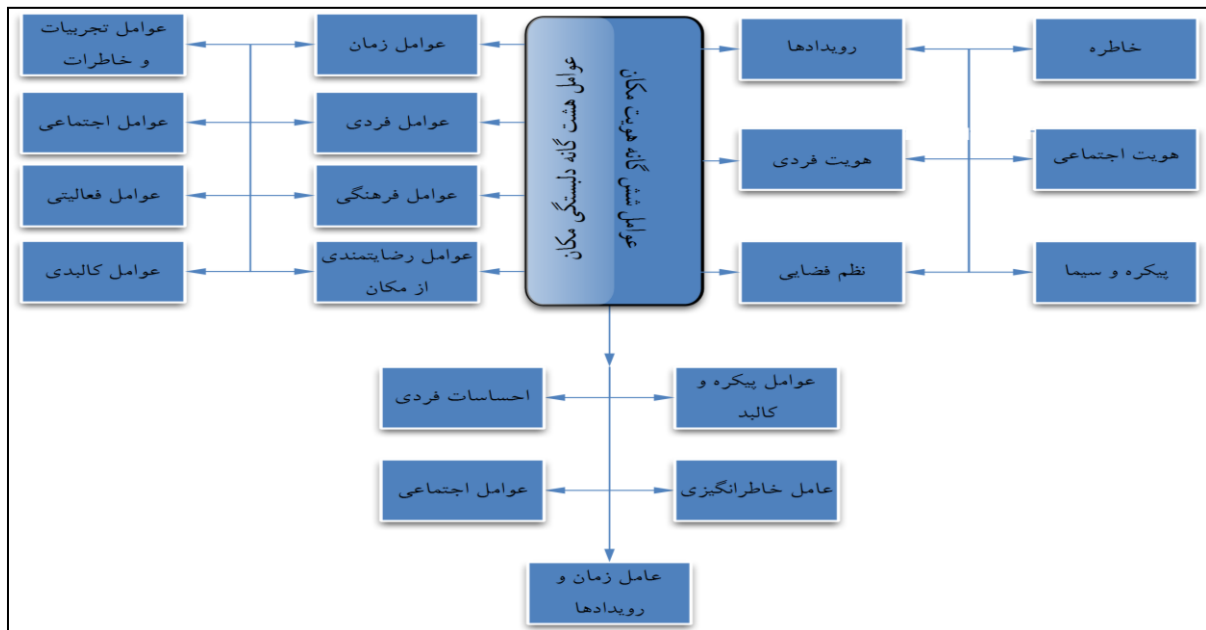 خاطره
رویدادها
هویت اجتماعی
هویت فردی
پیکره و سیما
نظم فضایی
عوامل شش گانه هویت مکان
عوامل هشت گانه دلبستگی مکان
عوامل زمان
عوامل تجربیات
و خاطرات
عوامل فردی
عوامل اجتماعی
عوامل فرهنگی
عوامل فعالیتی
عوامل رضایتمندی
از مکان
عوامل کالبدی
عوامل پیکره و
کالبد
احساسات فردی
عامل خاطرانگیزی
عوامل اجتماعی
عامل زمان و
رویدادها